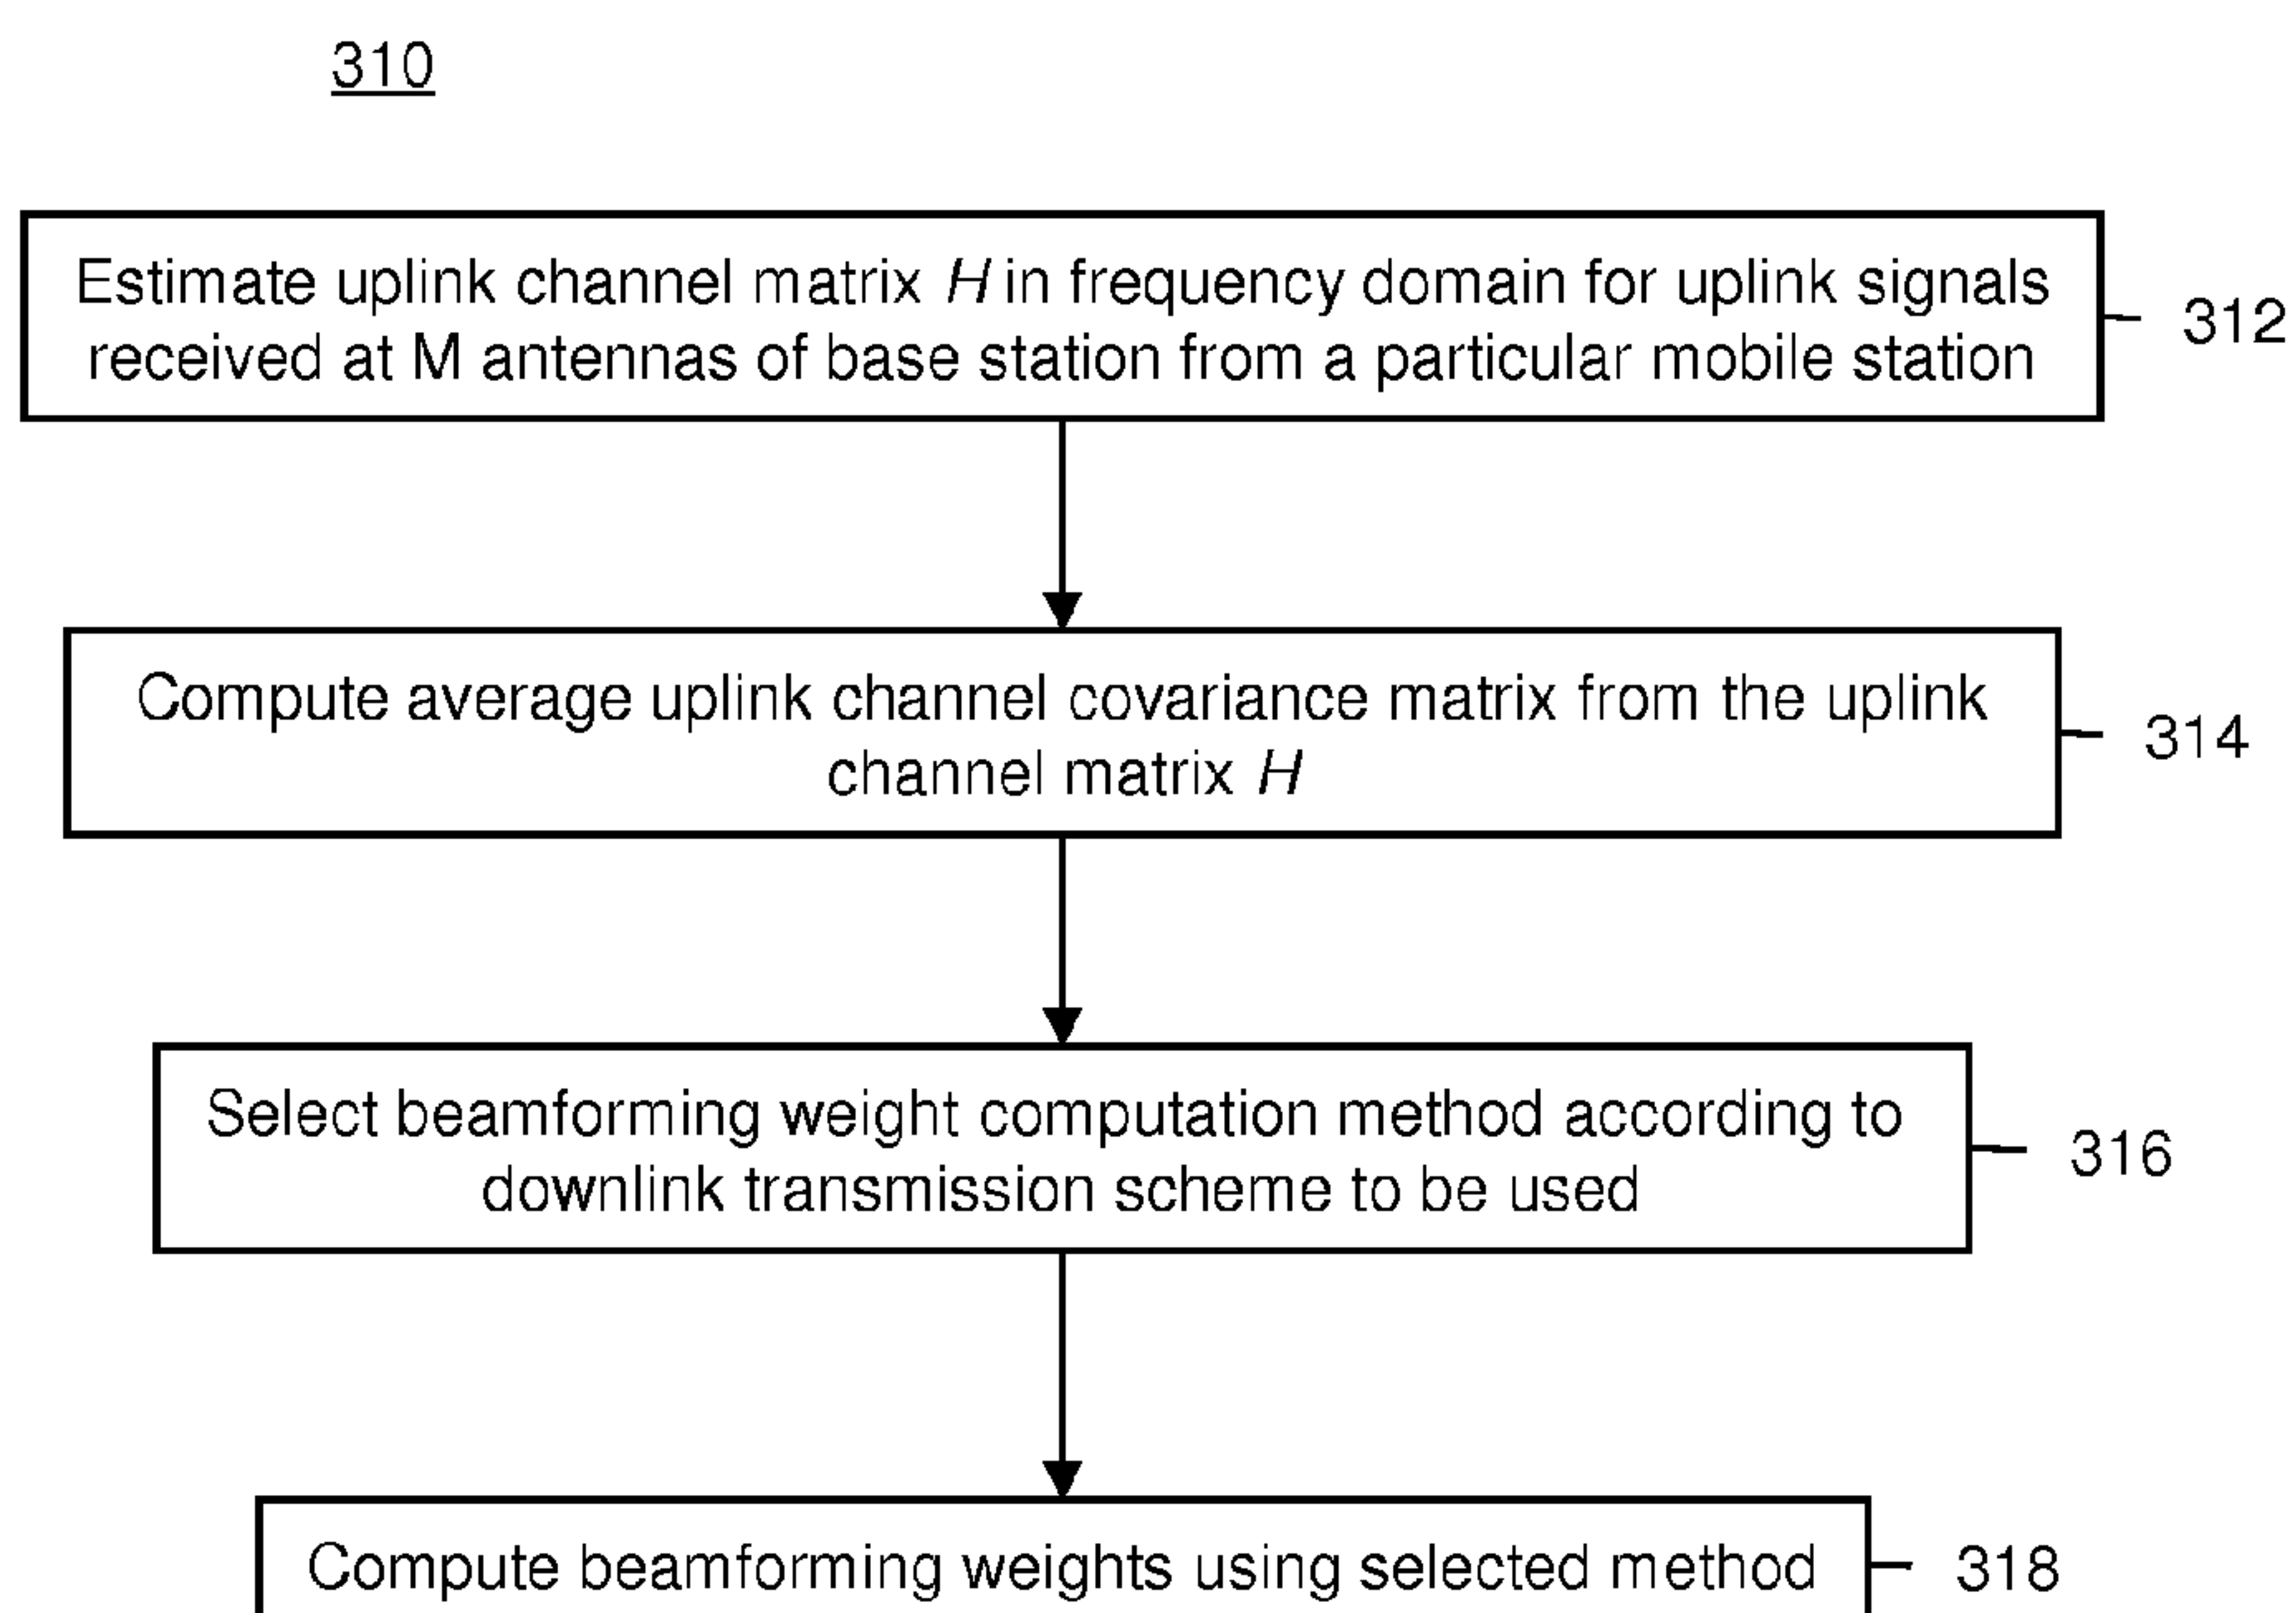 310
Estimate uplink channel matrix H in frequency domain for uplink signals
received at M antennas of base station from a particular mobile station
312
Compute average uplink channel covariance matrix from the uplink
channel matrix H
314
Select beamforming weight computation method according to
downlink transmission scheme to be used
316
Compute beamforming weights using selected method
318